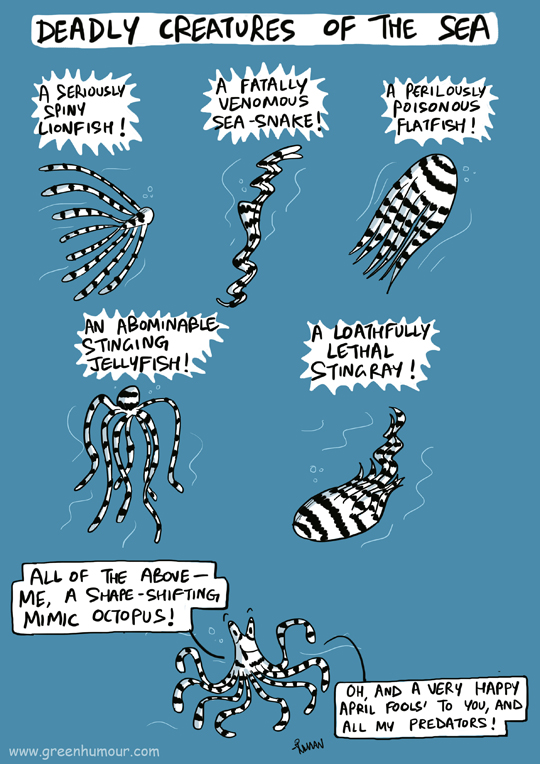 DEADLY CREATURES OF THE SEA
A SERIOUSLY
SPINY
LIONFISH!
A FATALLY
VENOMOUS
SEA-SNAKE!
A PERILOUSLY
POISONOUS
FLATFISH!
AN ABOMINABLE
STINGING
JELLYFISH!
A LOATHFULLY
LETHAL
STINGRAY!
ALL OF THE ABOVE—
ME, A SHAPE-SHIFTING
MIMIC OCTOPUS!
OH, AND A VERY HAPPY
APRIL FOOLS' TO YOU, AND
ALL MY PREDATORS!
www.greenhumour.com